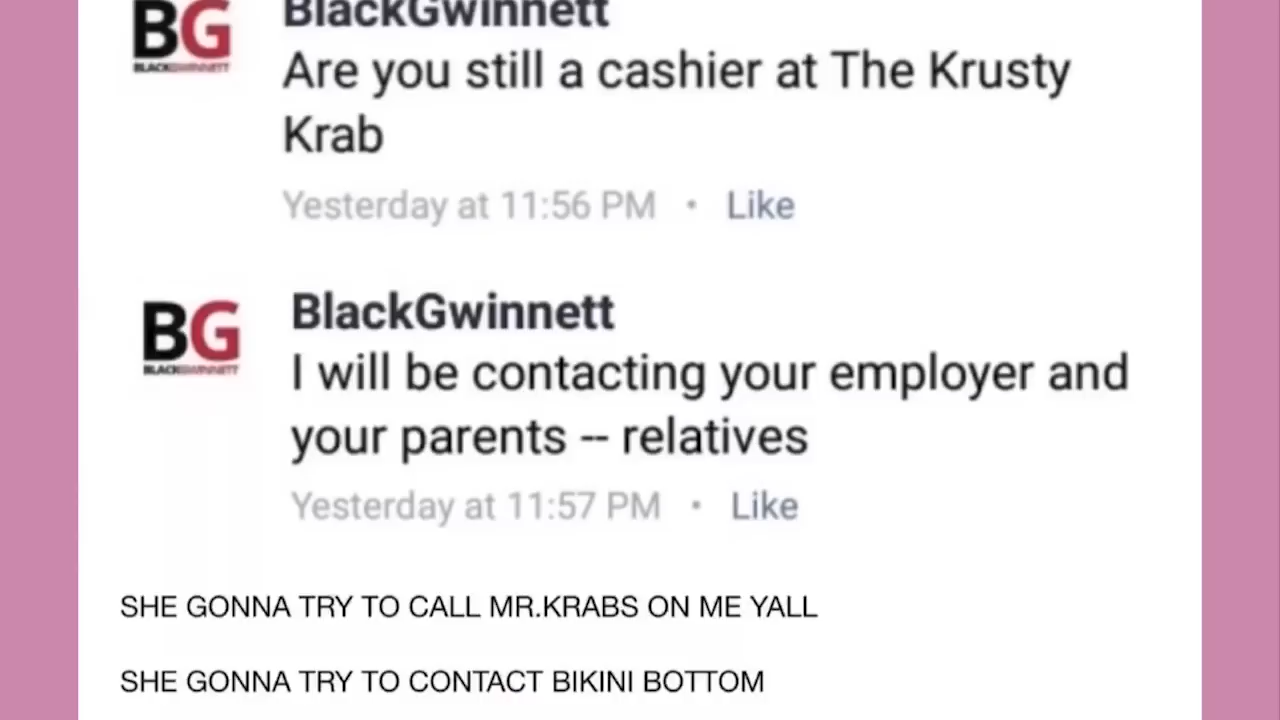 BG
BlackGwinnett
BLACKGWINNETT
Are you still a cashier at The Krusty
Krab
Yesterday at 11:56 PM • Like
BG
BlackGwinnett
BLACKGWINNETT
I will be contacting your employer and
your parents -- relatives
Yesterday at 11:57 PM • Like
SHE GONNA TRY TO CALL MR.KRABS ON ME YALL
SHE GONNA TRY TO CONTACT BIKINI BOTTOM